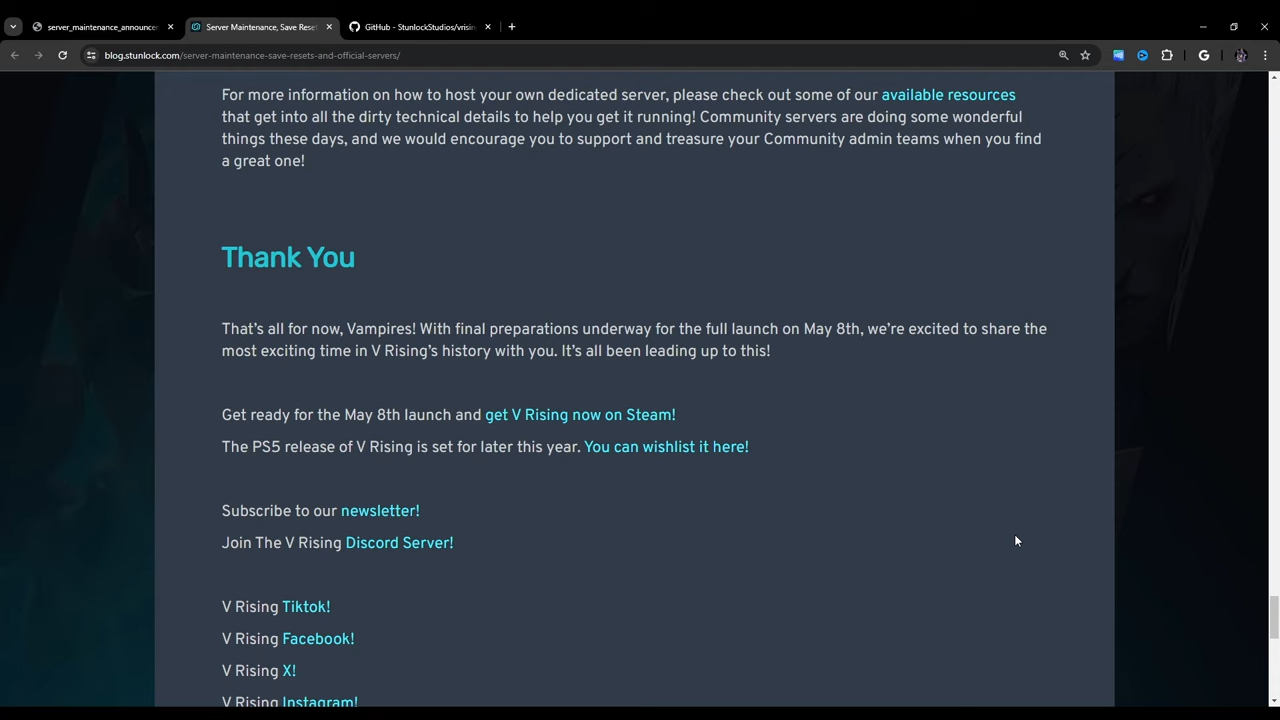 server_maintenance_announcer
Server Maintenance, Save Reset
GitHub - StunlockStudios/vrisin
blog.stunlock.com/server-maintenance-save-resets-and-official-servers/
For more information on how to host your own dedicated server, please check out some of our available resources
that get into all the dirty technical details to help you get it running! Community servers are doing some wonderful
things these days, and we would encourage you to support and treasure your Community admin teams when you find
a great one!
Thank You
That's all for now, Vampires! With final preparations underway for the full launch on May 8th, we're excited to share the
most exciting time in V Rising's history with you. It's all been leading up to this!
Get ready for the May 8th launch and get V Rising now on Steam!
The PS5 release of V Rising is set for later this year. You can wishlist it here!
Subscribe to our newsletter!
Join The V Rising Discord Server!
V Rising Tiktok!
V Rising Facebook!
V Rising X!
V Rising Instagram!